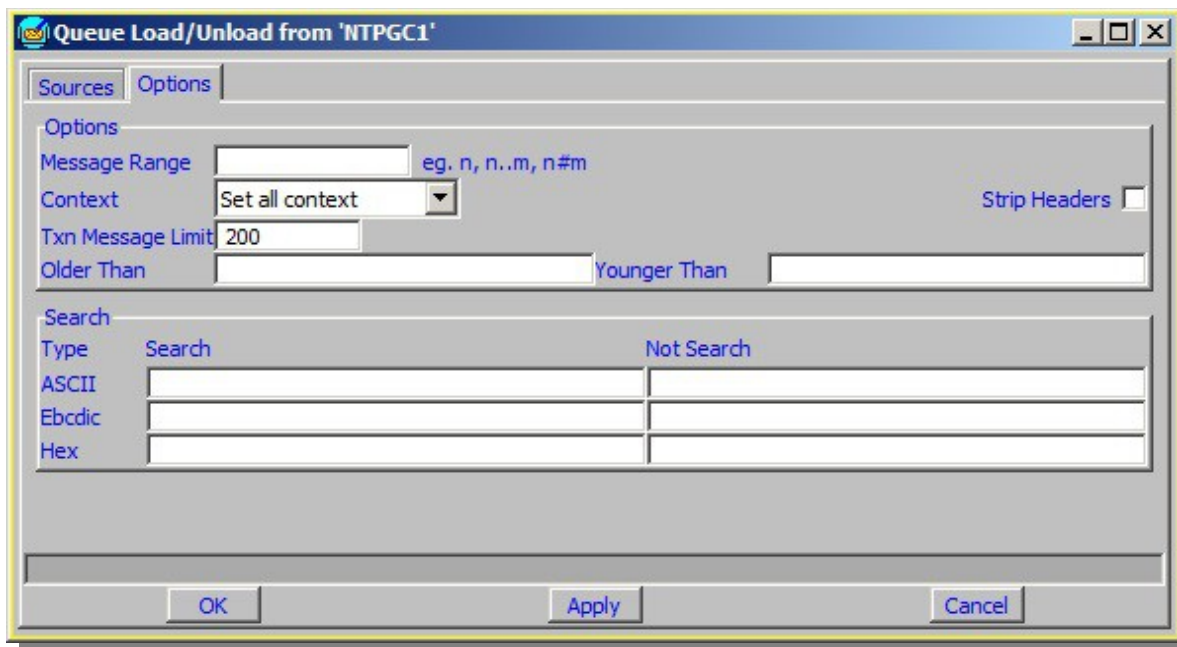 Queue Load/Unload from 'NTPGC1'
Sources Options
Options
Message Range eg. n, n..m, n#m
Context Set all context Strip Headers
Txn Message Limit 200
Older Than Younger Than
Search
Type Search Not Search
ASCII
Ebcdic
Hex
OK Apply Cancel